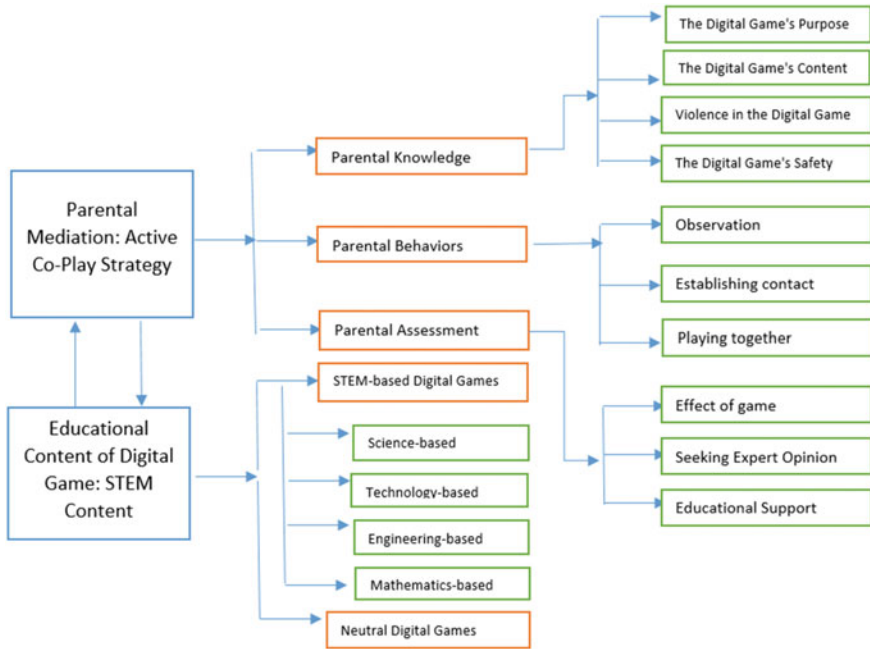 Parental
Mediation: Active
Co-Play Strategy
Educational
Content of Digital
Game: STEM
Content
Parental Knowledge
Parental Behaviors
Parental Assessment
STEM-based Digital Games
Science-based
Technology-based
Engineering-based
Mathematics-based
Neutral Digital Games
The Digital Game's Purpose
The Digital Game's Content
Violence in the Digital Game
The Digital Game's Safety
Observation
Establishing contact
Playing together
Effect of game
Seeking Expert Opinion
Educational Support